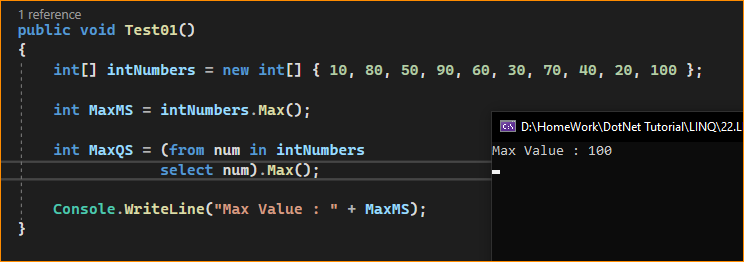 1 reference
public void Test01()
{
int[] intNumbers = new int[] { 10, 80, 50, 90, 60, 30, 70, 40, 20, 100 };
int MaxMS = intNumbers.Max();
int MaxQS = (from num in intNumbers
select num).Max();
Console.WriteLine("Max Value : " + MaxMS);
}
D:\HomeWork\DotNet Tutorial\LINQ\22.L
Max Value : 100